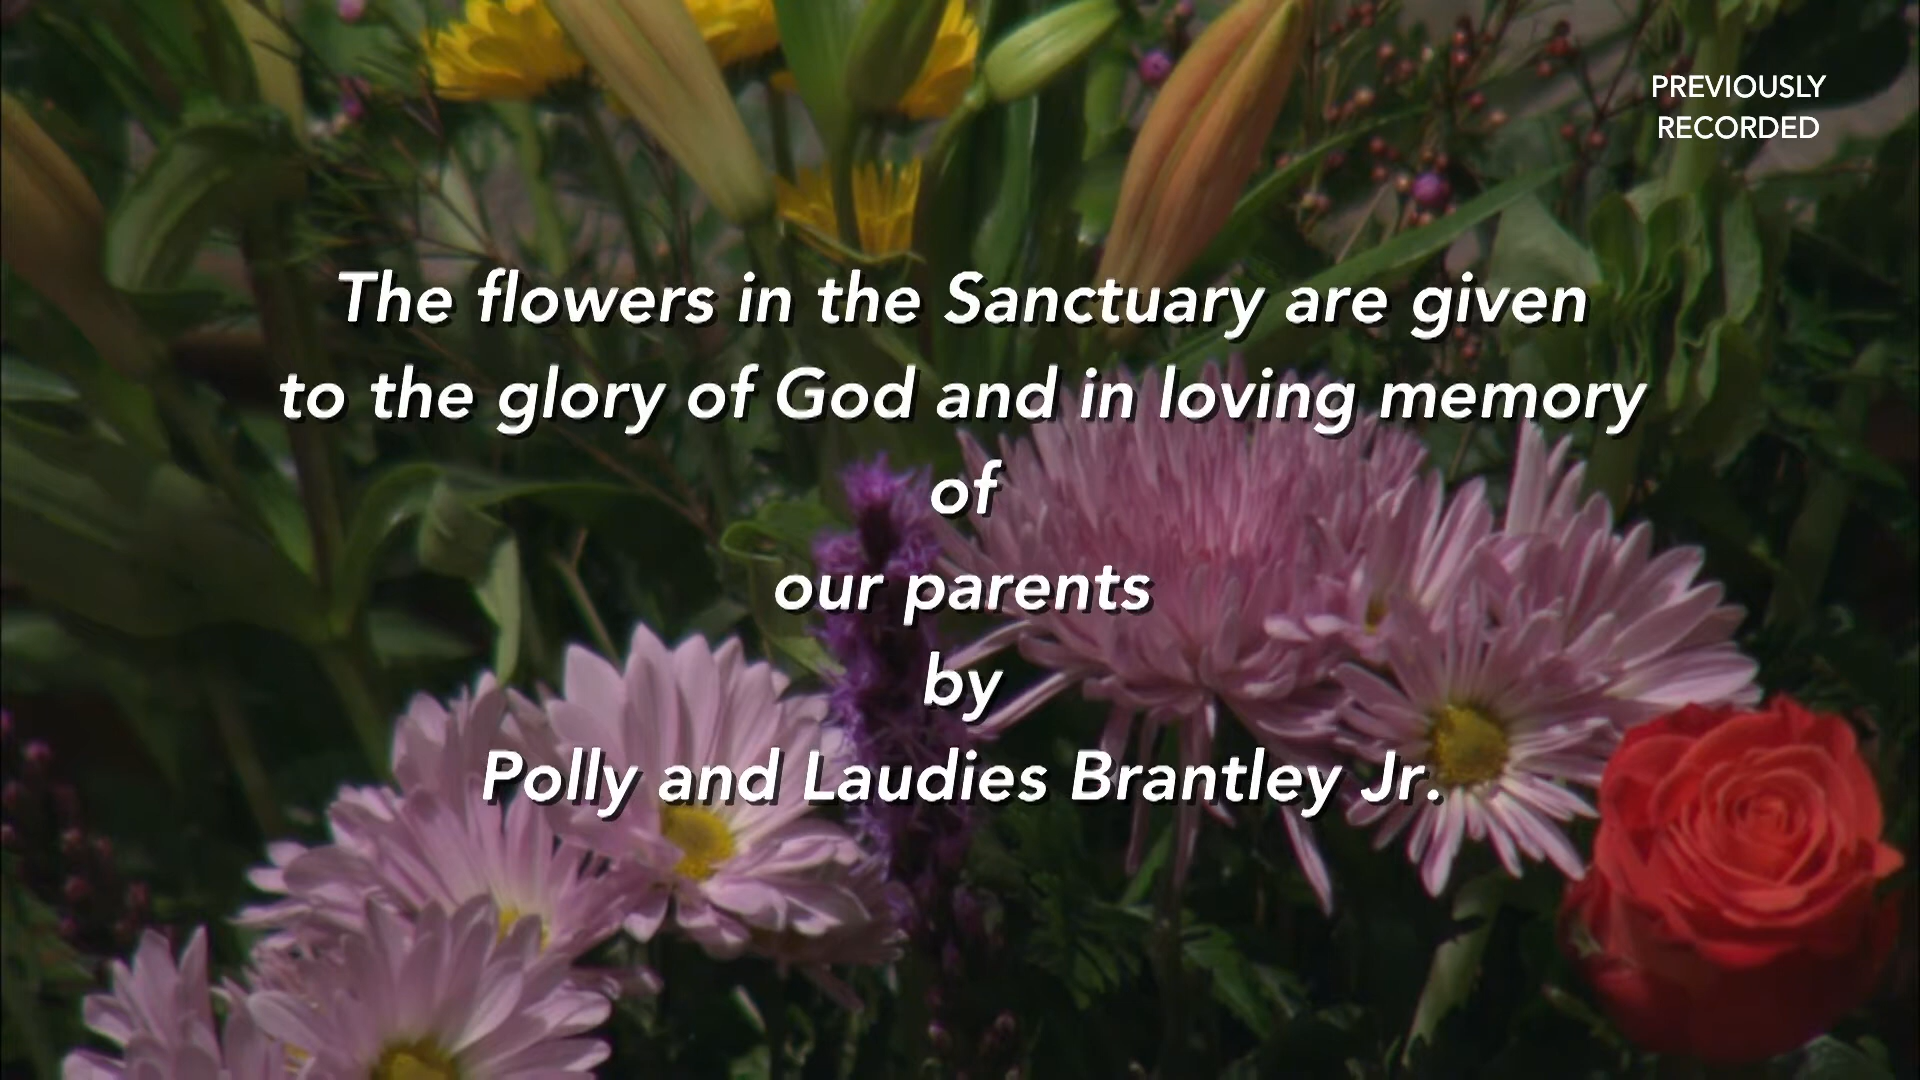 PREVIOUSLY
RECORDED
The flowers in the Sanctuary are given
to the glory of God and in loving memory
of
our parents
by
Polly and Laudies Brantley Jr.